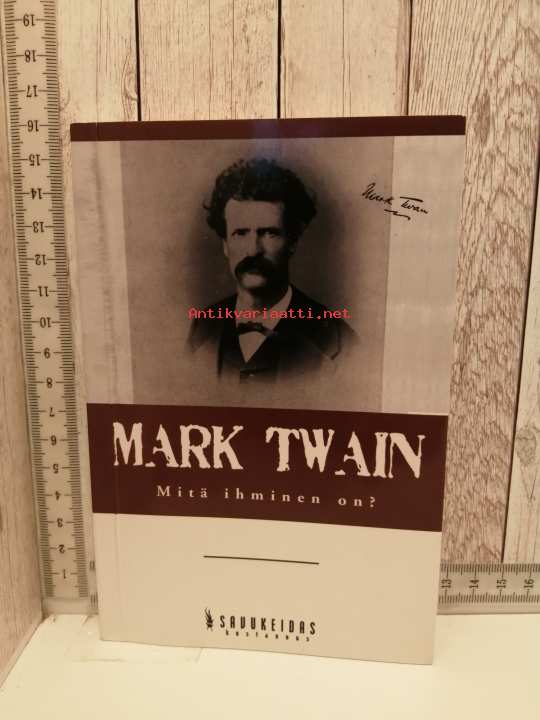 19
18
17
16
15
14
13
12
11
10
9
8
7
6
5
4
3
2
1
Mark Twain
Antikvariaatti.net
MARK TWAIN
Mitä ihminen on?
SAVUKEIDAS
kustannus
13 14 15 16